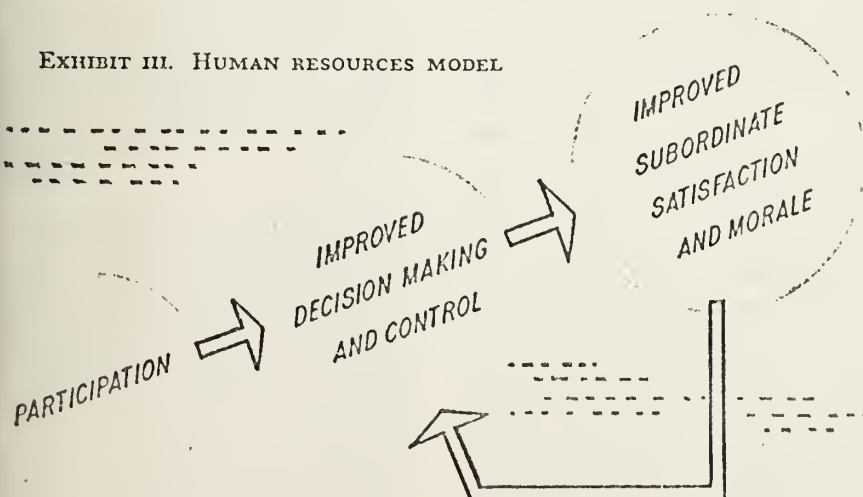 EXHIBIT III. HUMAN RESOURCES MODEL
IMPROVED
SUBORDINATE
SATISFACTION
AND MORALE
IMPROVED
DECISION MAKING
AND CONTROL
PARTICIPATION